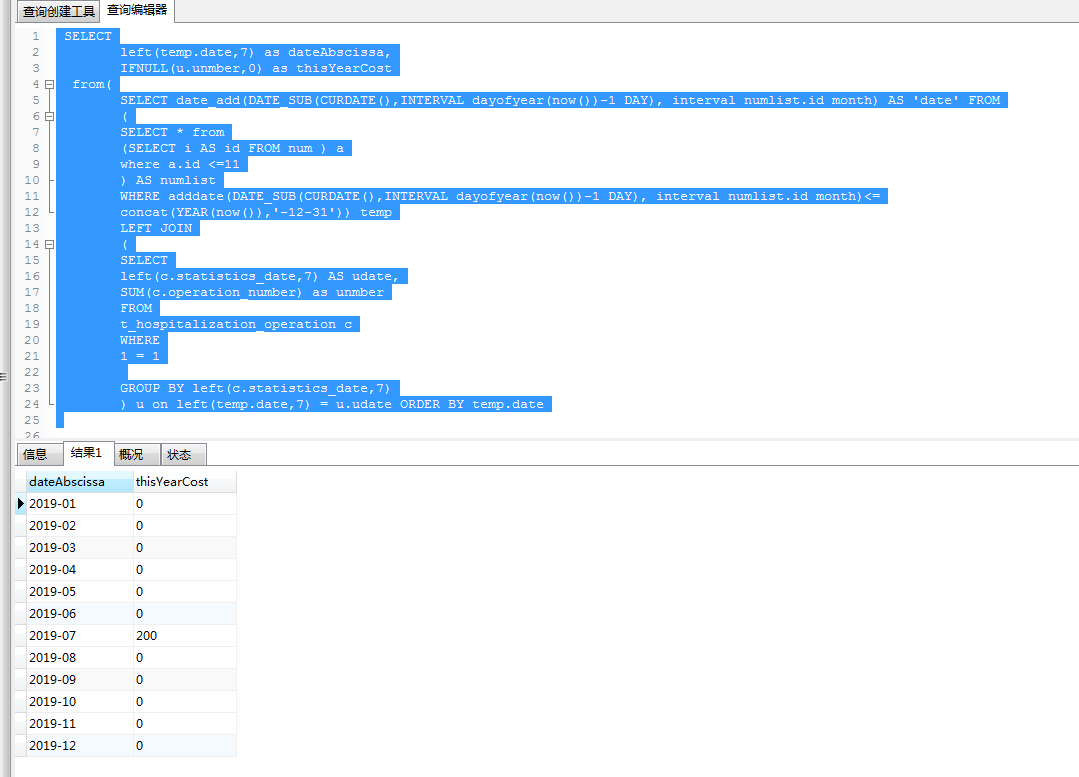 查询创建工具 查询编辑器
1 SELECT
2 left(temp.date,7) as dateAbscissa,
3 IFNULL(u.unmber,0) as thisYearCost
4 from(
5 SELECT date_add(DATE_SUB(CURDATE(),INTERVAL dayofyear(now())-1 DAY), interval numlist.id month) AS 'date' FROM
6 (
7 SELECT * from
8 (SELECT i AS id FROM num ) a
9 where a.id <=11
10 ) AS numlist
11 WHERE adddate(DATE_SUB(CURDATE(),INTERVAL dayofyear(now())-1 DAY), interval numlist.id month)<=
12 concat(YEAR(now()),'-12-31')) temp
13 LEFT JOIN
14 (
15 SELECT
16 left(c.statistics_date,7) AS udate,
17 SUM(c.operation_number) as unmber
18 FROM
19 t_hospitalization_operation c
20 WHERE
21 1 = 1
22
23 GROUP BY left(c.statistics_date,7)
24 ) u on left(temp.date,7) = u.udate ORDER BY temp.date
25
26
信息 结果1 概况 状态
dateAbscissa thisYearCost
2019-01 0
2019-02 0
2019-03 0
2019-04 0
2019-05 0
2019-06 0
2019-07 200
2019-08 0
2019-09 0
2019-10 0
2019-11 0
2019-12 0